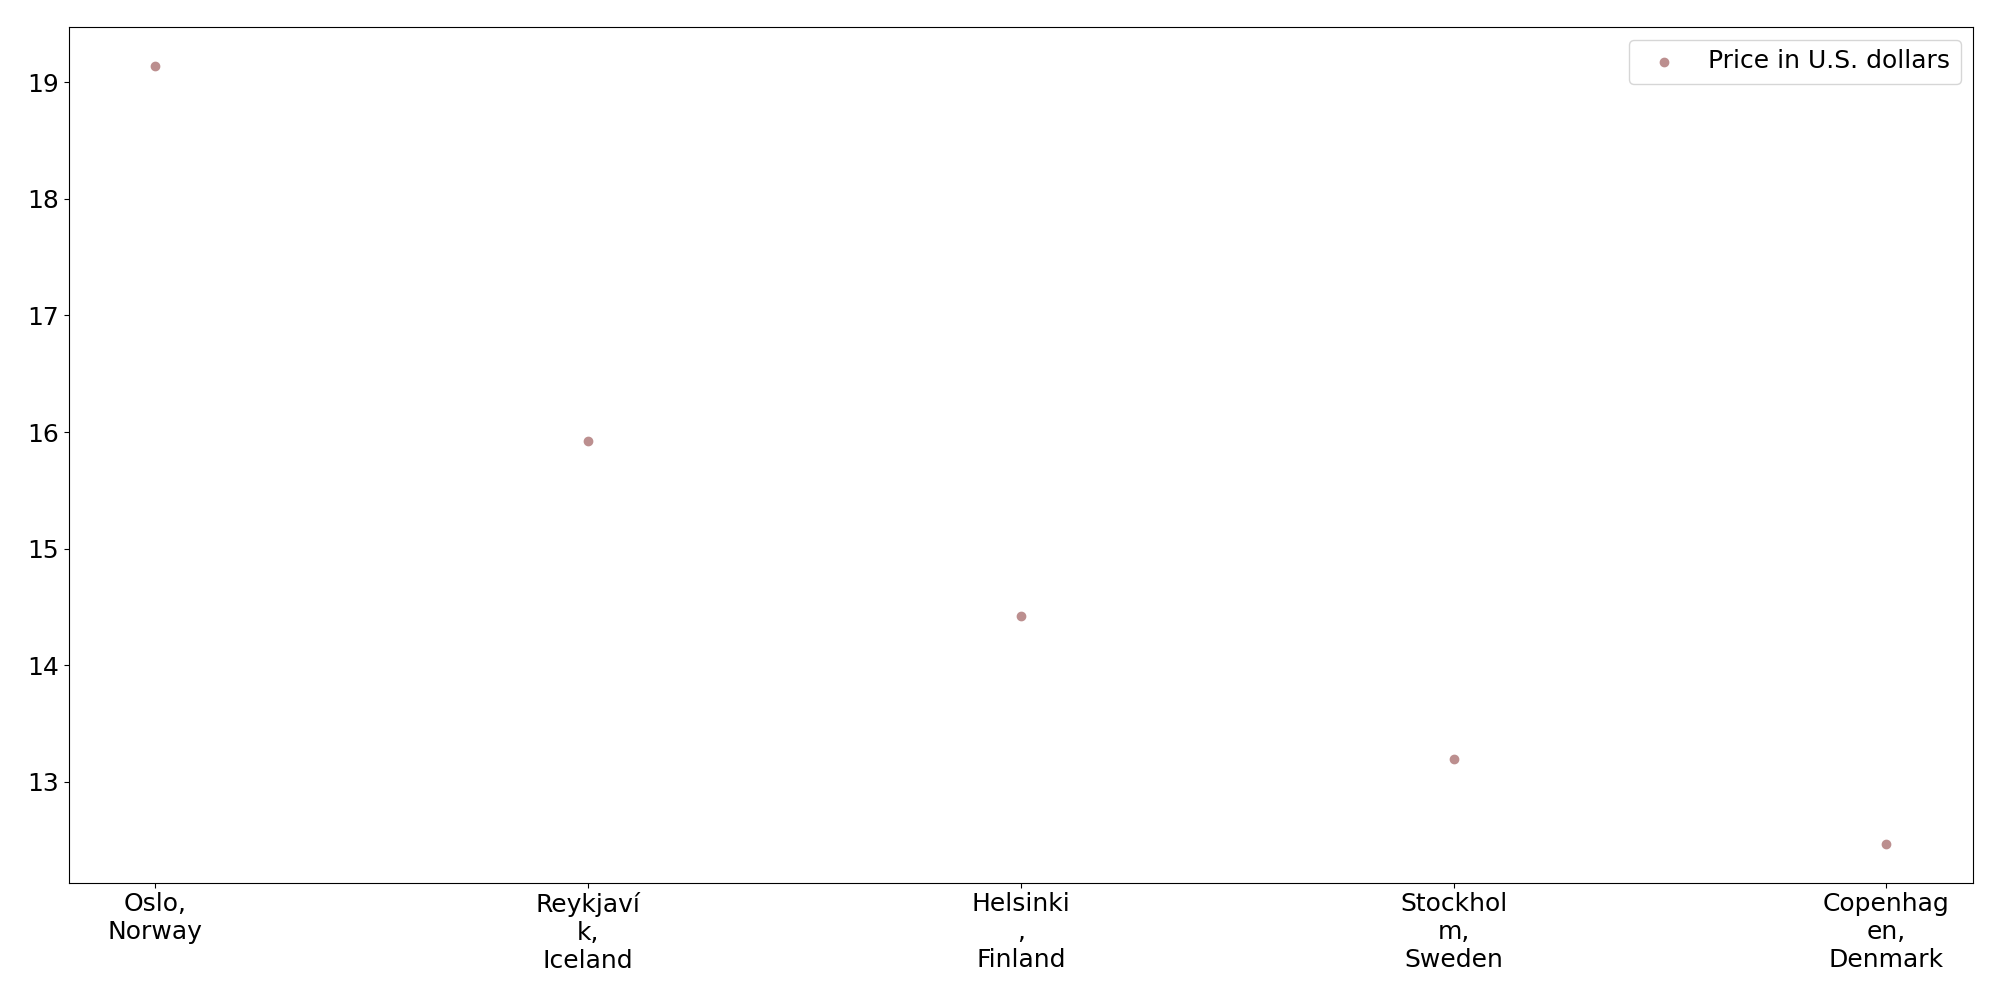 Price in U.S. dollars
19
18
17
16
15
14
13
Oslo,
Norway
Reykjaví
k,
Iceland
Helsinki
,
Finland
Stockhol
m,
Sweden
Copenhag
en,
Denmark